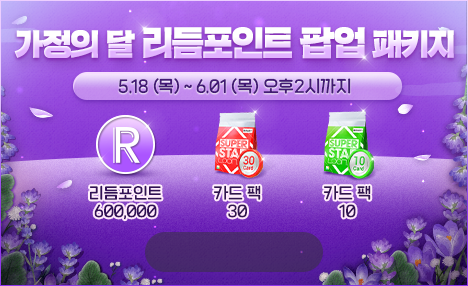 가정의 달 리듬포인트 팝업 패키지
5.18 (목) ~ 6.01 (목) 오후2시까지
R
SUPER
STA
30
Card
SUPER
STA
10
Card
리듬포인트
600,000
카드 팩
30
카드 팩
10